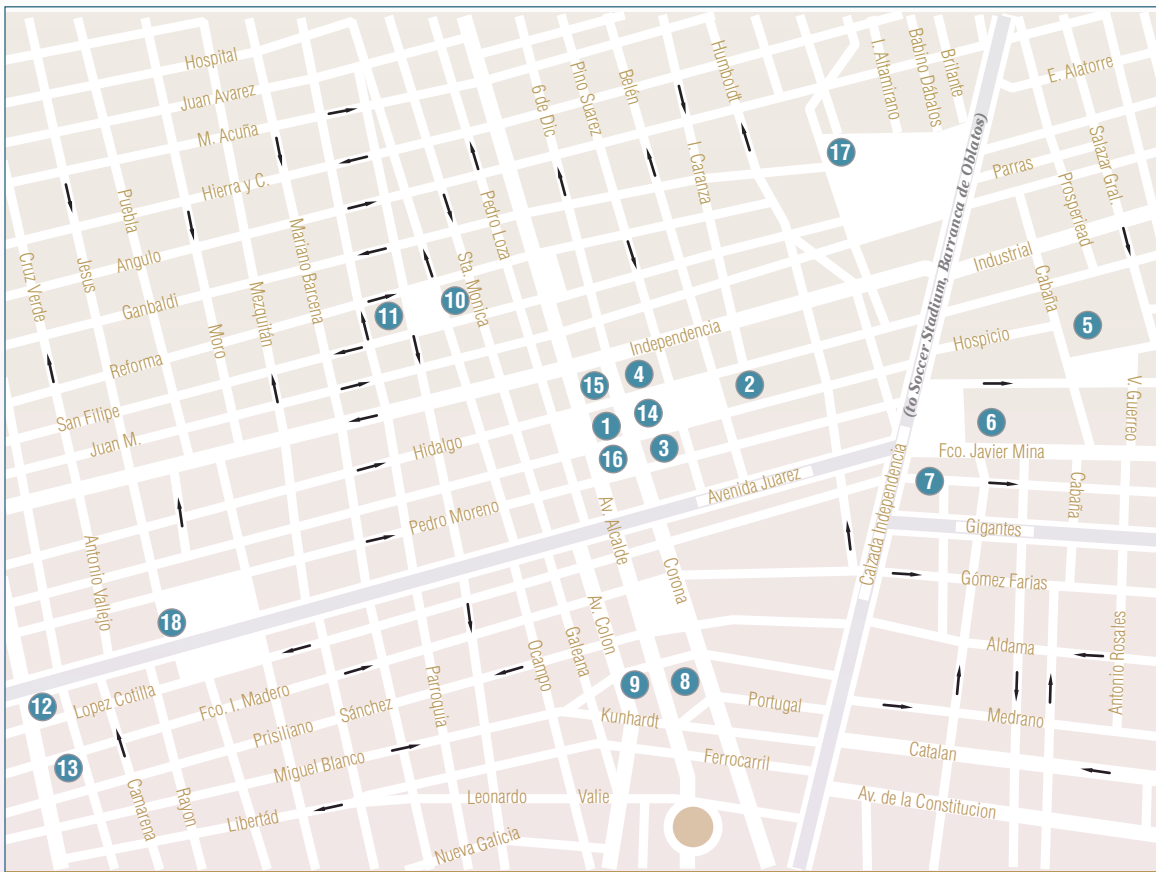 Hospital
Juan Avarez
M. Acuña
Hierra y C.
Angulo
Ganbaldi
Reforma
San Filipe
Juan M.
Cruz Verde
Jesus
Puebla
Moro
Mezquitán
Mariano Barcena
Sta. Monica
Pedro Loza
6 de Dic
Pino Suarez
Belén
I. Caranza
Humboldt
I. Altamirano
Babino Dábalos
Brilante
E. Alatorre
Salazar Gral.
Prosperiead
Parras
Industrial
Cabaña
Hospicio
V. Guerreo
(to Soccer Stadium, Barranca de Oblatos)
17
5
10
11
Independencia
4
2
15
14
1
3
16
6
Fco. Javier Mina
7
Cabaña
Gigantes
Hidalgo
Pedro Moreno
Avenida Juarez
Av. Alcalde
Corona
Calzada Independencia
Gómez Farias
Aldama
Antonio Rosales
Medrano
Catalan
Av. de la Constitucion
Antonio Vallejo
18
12
13
Lopez Cotilla
Fco. I. Madero
Prisiliano
Sánchez
Miguel Blanco
Libertád
Camarena
Rayon
Parroquia
Ocampo
Galeana
Av. Colon
9
8
Kunhardt
Portugal
Ferrocarril
Leonardo
Valie
Nueva Galicia